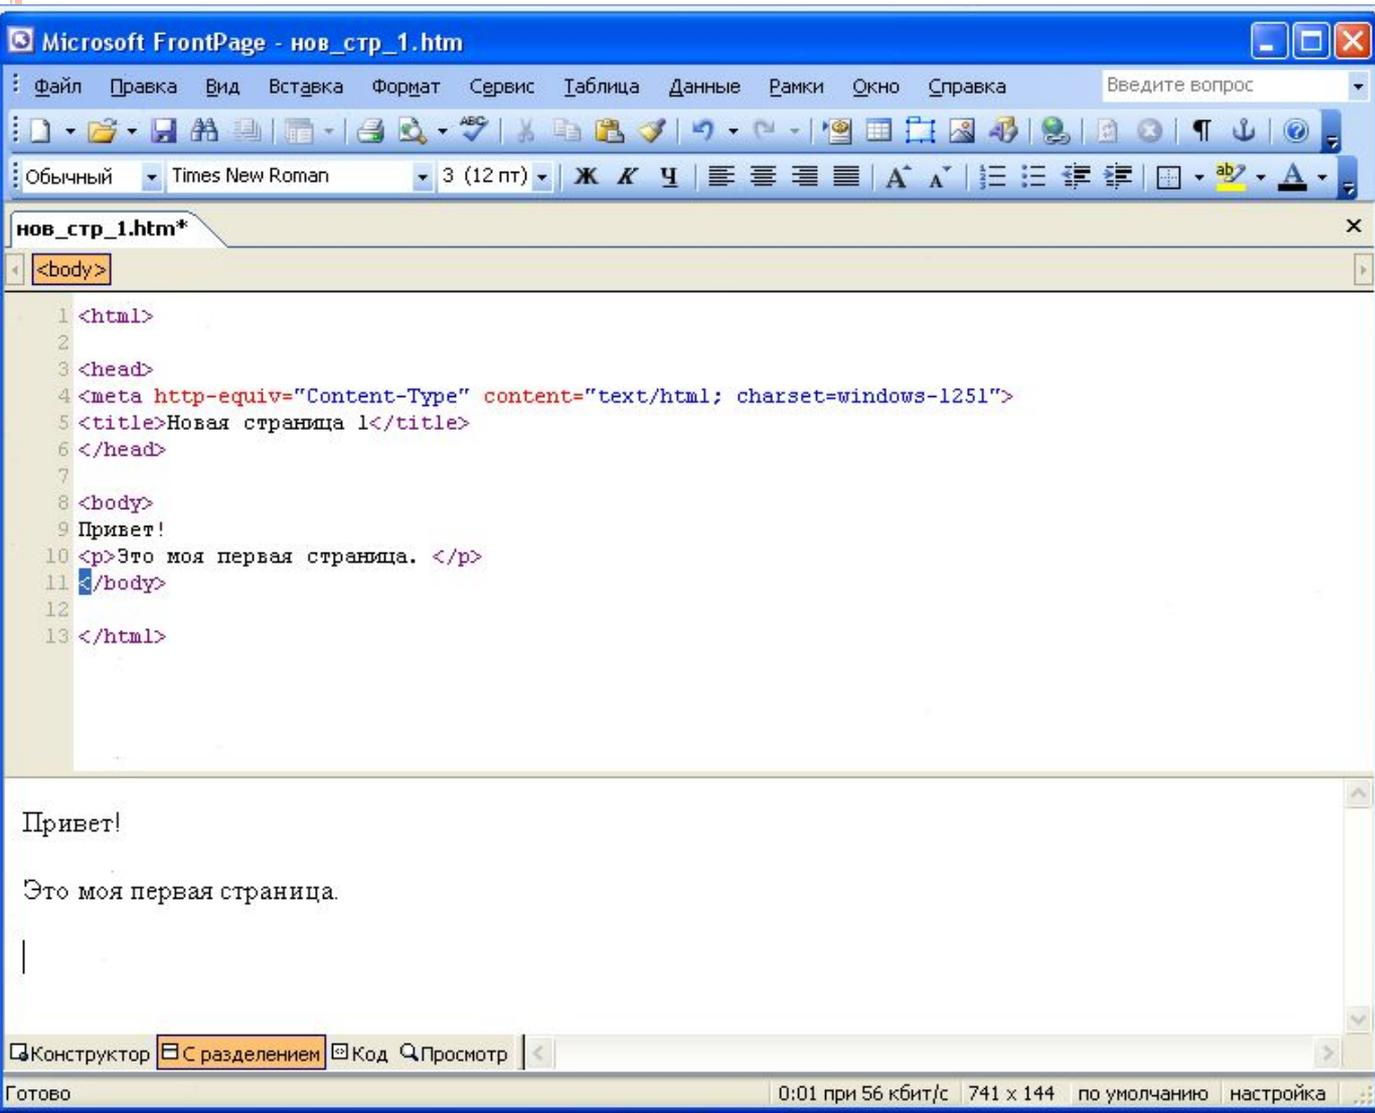 Microsoft FrontPage - нов_стр_1.htm
Файл Правка Вид Вставка Формат Сервис Таблица Данные Рамки Окно Справка Введите вопрос
ABC
Обычный Times New Roman 3 (12 пт) Ж К Ч A A ab A
нов_стр_1.htm*
<body>
1 <html>
2
3 <head>
4 <meta http-equiv="Content-Type" content="text/html; charset=windows-1251">
5 <title>Новая страница 1</title>
6 </head>
7
8 <body>
9 Привет!
10 <p>Это моя первая страница. </p>
11 </body>
12
13 </html>
Привет!
Это моя первая страница.
Конструктор С разделением Код Просмотр
Готово 0:01 при 56 кбит/с 741 x 144 по умолчанию настройка